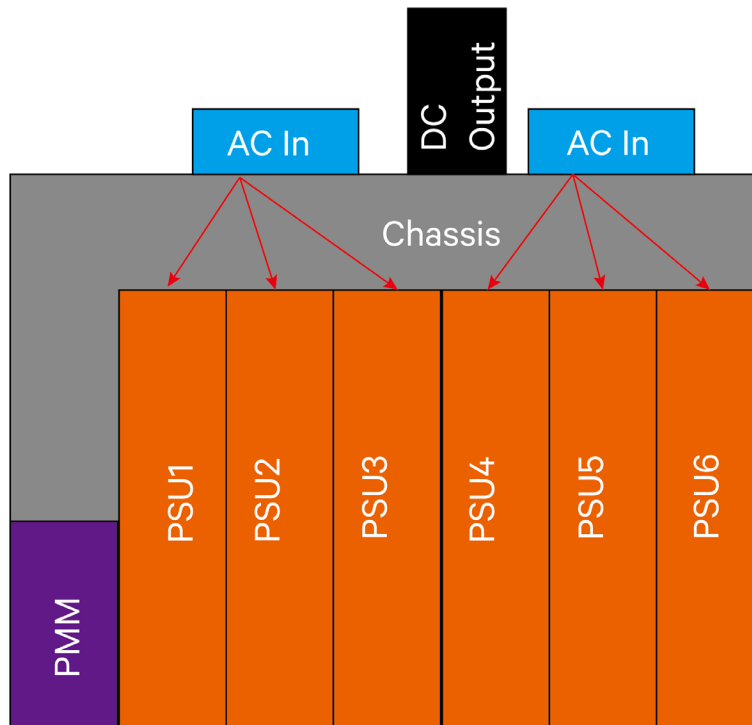 DC
Output
AC In
AC In
Chassis
PSU1
PSU2
PSU3
PSU4
PSU5
PSU6
PMM